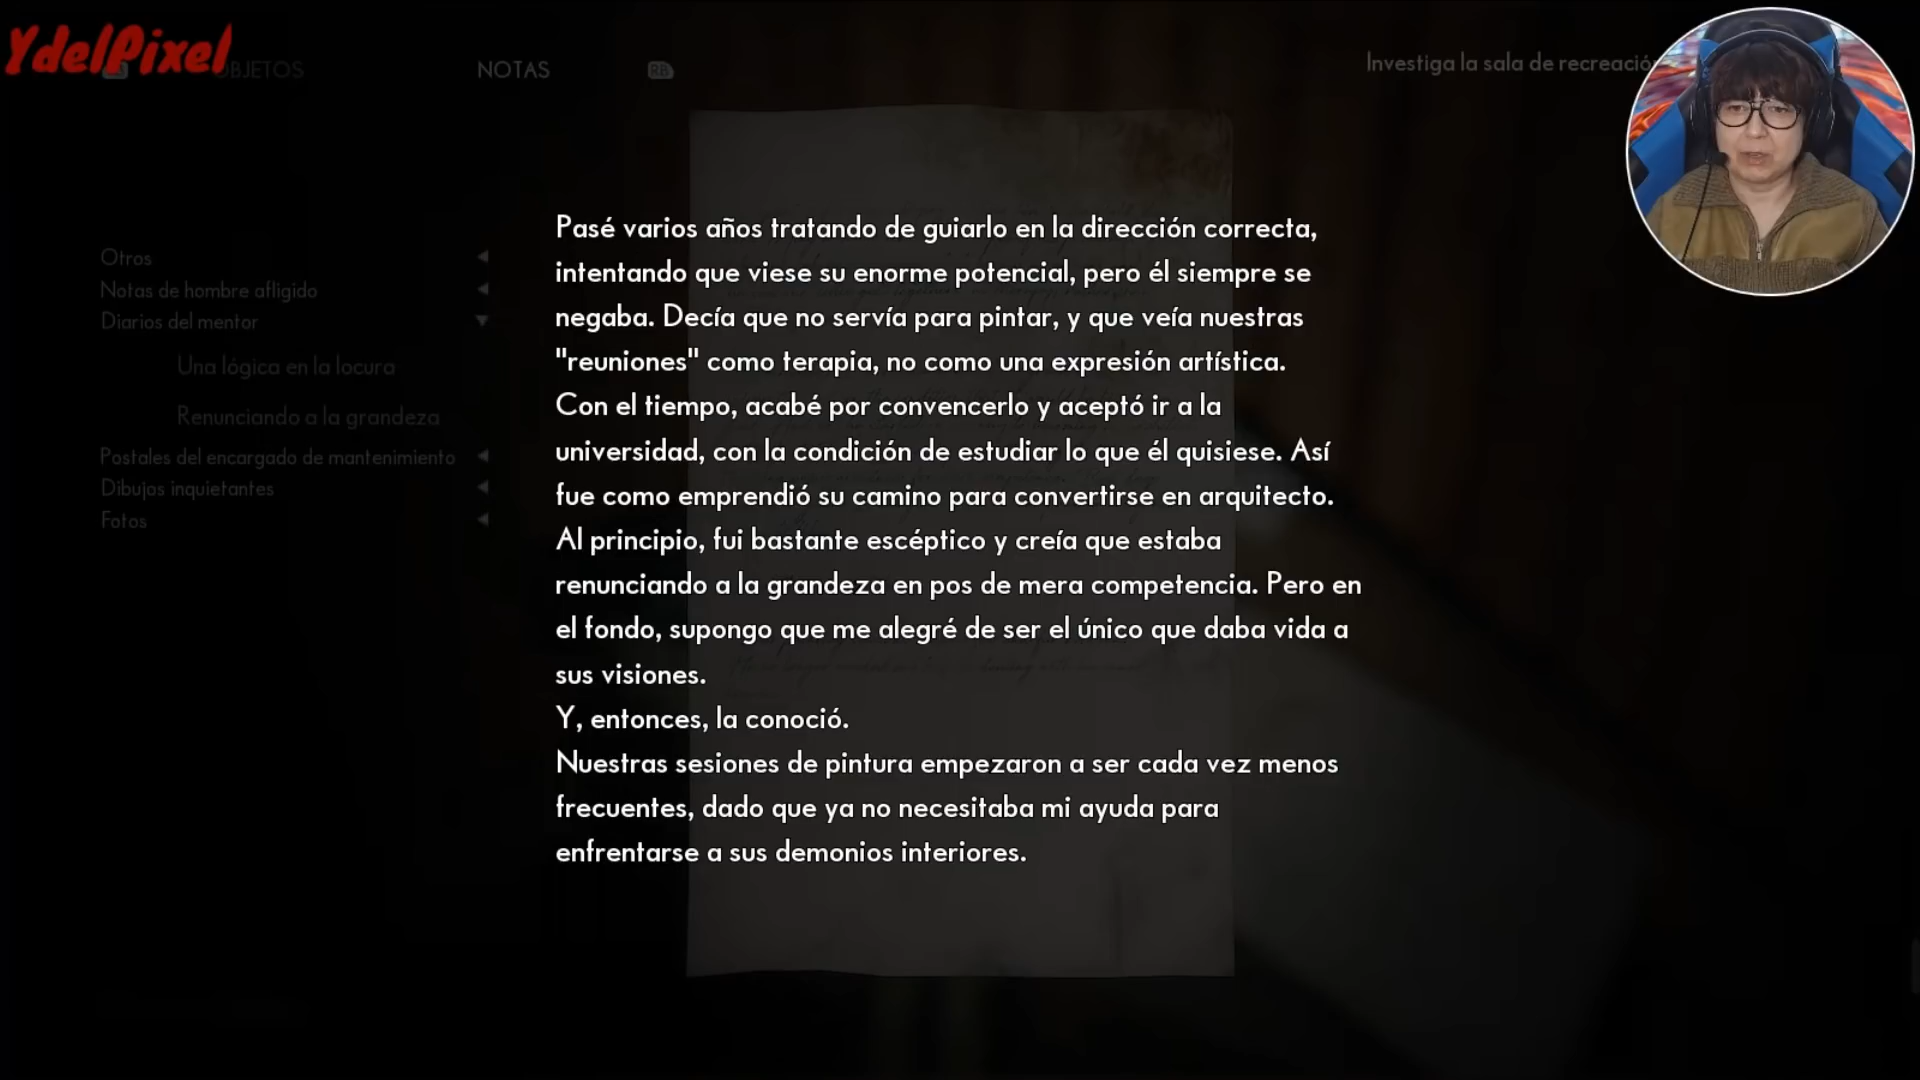 YdelPixel
OBJETOS
NOTAS
RB
Investiga la sala de recreación
Otros
Notas de hombre afligido
Diarios del mentor
Una lógica en la locura
Renunciando a la grandeza
Postales del encargado de mantenimiento
Dibujos inquietantes
Fotos
Pasé varios años tratando de guiarlo en la dirección correcta,
intentando que viese su enorme potencial, pero él siempre se
negaba. Decía que no servía para pintar, y que veía nuestras
"reuniones" como terapia, no como una expresión artística.
Con el tiempo, acabé por convencerlo y aceptó ir a la
universidad, con la condición de estudiar lo que él quisiese. Así
fue como emprendió su camino para convertirse en arquitecto.
Al principio, fui bastante escéptico y creía que estaba
renunciando a la grandeza en pos de mera competencia. Pero en
el fondo, supongo que me alegré de ser el único que daba vida a
sus visiones.
Y, entonces, la conoció.
Nuestras sesiones de pintura empezaron a ser cada vez menos
frecuentes, dado que ya no necesitaba mi ayuda para
enfrentarse a sus demonios interiores.